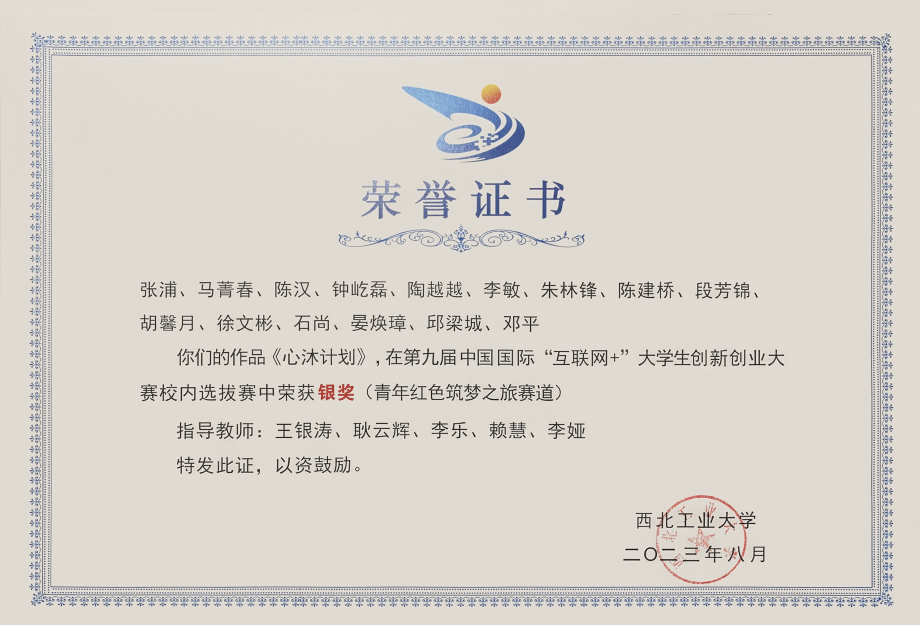 荣誉证书
张浦、马菁春、陈汉、钟屹磊、陶越越、李敏、朱林锋、陈建桥、段芳锦、
胡馨月、徐文彬、石尚、晏焕璋、邱梁城、邓平
你们的作品《心沐计划》,在第九届中国国际“互联网+”大学生创新创业大
赛校内选拔赛中荣获银奖（青年红色筑梦之旅赛道）
指导教师：王银涛、耿云辉、李乐、赖慧、李娅
特发此证，以资鼓励。
西北工业大学
二〇二三年八月
西北工业大学